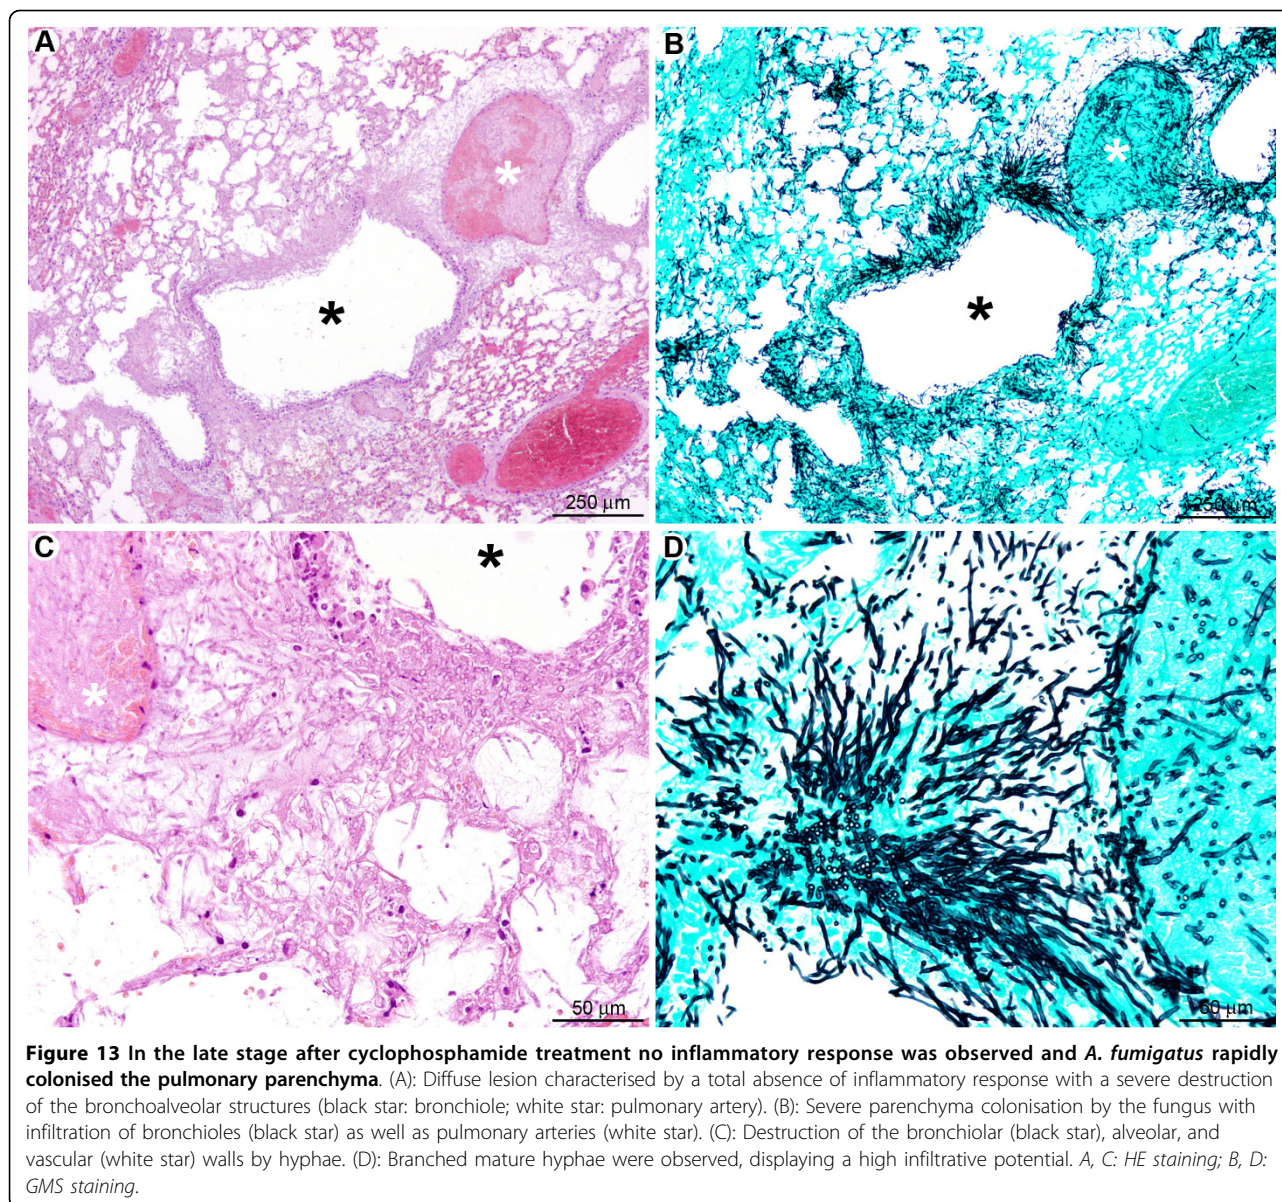 A
B
*
*
*
*
250 µm
250 µm
C
D
*
*
50 µm
50 µm
Figure 13 In the late stage after cyclophosphamide treatment no inflammatory response was observed and A. fumigatus rapidly
colonised the pulmonary parenchyma. (A): Diffuse lesion characterised by a total absence of inflammatory response with a severe destruction
of the bronchoalveolar structures (black star: bronchiole; white star: pulmonary artery). (B): Severe parenchyma colonisation by the fungus with
infiltration of bronchioles (black star) as well as pulmonary arteries (white star). (C): Destruction of the bronchiolar (black star), alveolar, and
vascular (white star) walls by hyphae. (D): Branched mature hyphae were observed, displaying a high infiltrative potential. A, C: HE staining; B, D:
GMS staining.